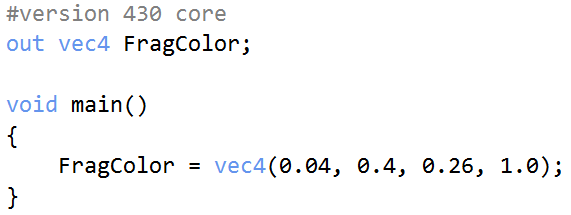 #version 430 core
out vec4 FragColor;

void main()
{
    FragColor = vec4(0.04, 0.4, 0.26, 1.0);
}